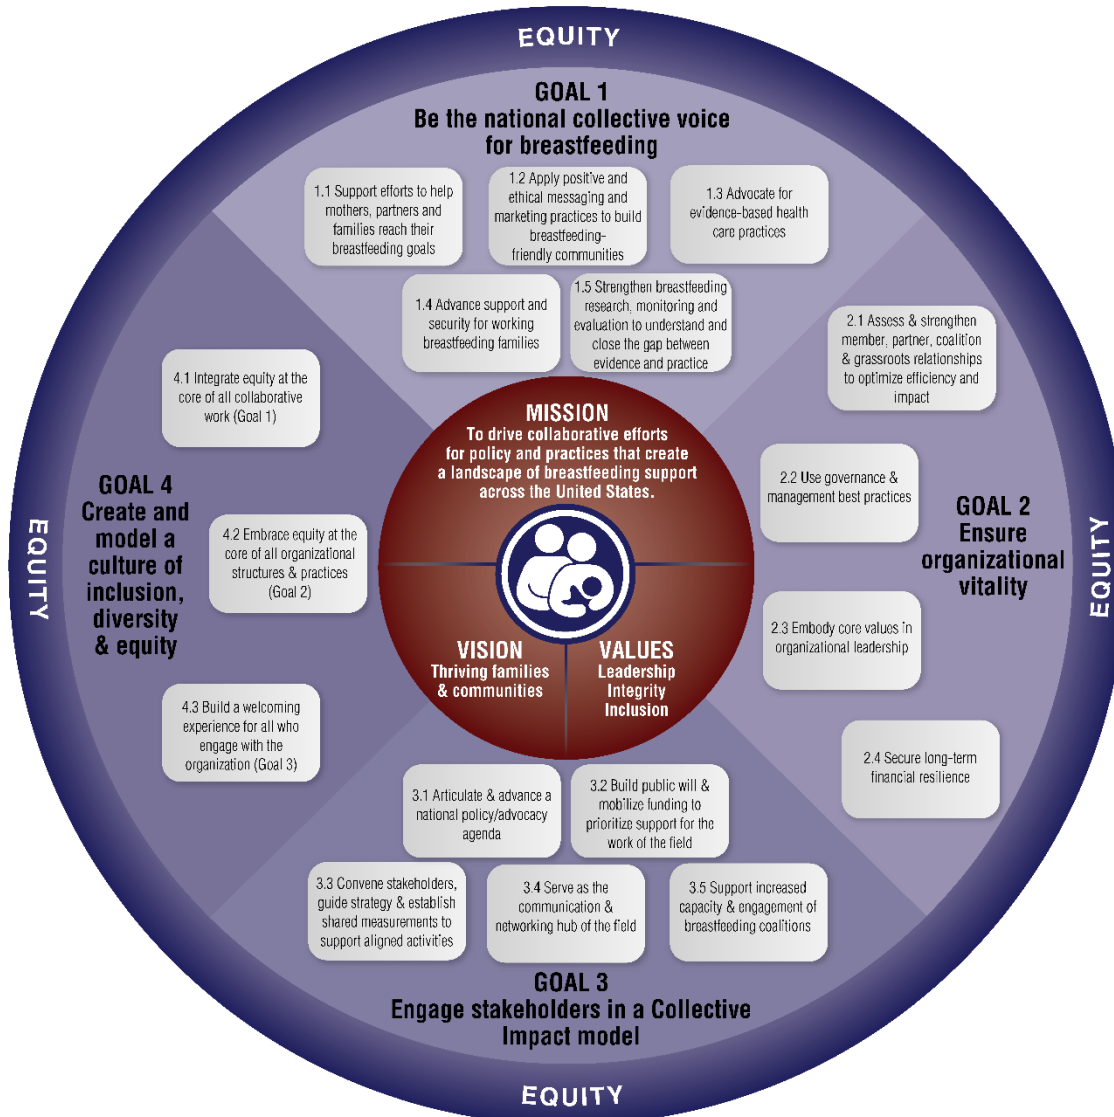 EQUITY
GOAL 1
Be the national collective voice
for breastfeeding
1.1 Support efforts to help
mothers, partners and
families reach their
breastfeeding goals
1.2 Apply positive and
ethical messaging and
marketing practices to build
breastfeeding-
friendly communities
1.3 Advocate for
evidence-based health
care practices
1.4 Advance support and
security for working
breastfeeding families
1.5 Strengthen breastfeeding
research, monitoring and
evaluation to understand and
close the gap between
evidence and practice
EQUITY
GOAL 2
Ensure
organizational
vitality
2.1 Assess & strengthen
member, partner, coalition
& grassroots relationships
to optimize efficiency and
impact
2.2 Use governance &
management best practices
2.3 Embody core values in
organizational leadership
2.4 Secure long-term
financial resilience
MISSION
To drive collaborative efforts
for policy and practices that create
a landscape of breastfeeding support
across the United States.
VISION
Thriving families
& communities
VALUES
Leadership
Integrity
Inclusion
EQUITY
GOAL 4
Create and
model a
culture of
inclusion,
diversity
& equity
4.1 Integrate equity at the
core of all collaborative
work (Goal 1)
4.2 Embrace equity at the
core of all organizational
structures & practices
(Goal 2)
4.3 Build a welcoming
experience for all who
engage with the
organization (Goal 3)
3.1 Articulate & advance a
national policy/advocacy
agenda
3.2 Build public will &
mobilize funding to
prioritize support for the
work of the field
3.3 Convene stakeholders,
guide strategy & establish
shared measurements to
support aligned activities
3.4 Serve as the
communication &
networking hub of the field
3.5 Support increased
capacity & engagement of
breastfeeding coalitions
GOAL 3
Engage stakeholders in a Collective
Impact model
EQUITY